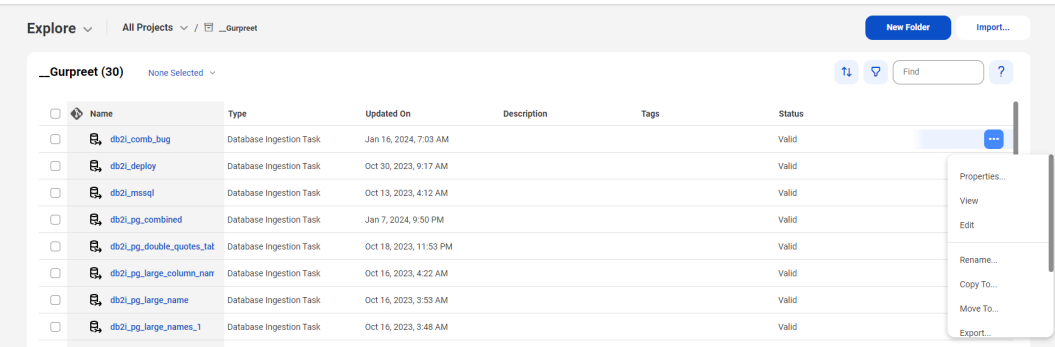 Explore All Projects / __Gurpreet New Folder Import...
__Gurpreet (30) None Selected Find ?
Name Type Updated On Description Tags Status
db2i_comb_bug Database Ingestion Task Jan 16, 2024, 7:03 AM Valid
db2i_deploy Database Ingestion Task Oct 30, 2023, 9:17 AM Valid
Properties...
db2i_mssql Database Ingestion Task Oct 13, 2023, 4:12 AM Valid
View
db2i_pg_combined Database Ingestion Task Jan 7, 2024, 9:50 PM Valid
Edit
db2i_pg_double_quotes_tab Database Ingestion Task Oct 18, 2023, 11:53 PM Valid
Rename...
db2i_pg_large_column_nam Database Ingestion Task Oct 16, 2023, 4:22 AM Valid
Copy To...
db2i_pg_large_name Database Ingestion Task Oct 16, 2023, 3:53 AM Valid
Move To...
db2i_pg_large_names_1 Database Ingestion Task Oct 16, 2023, 3:48 AM Valid
Export...